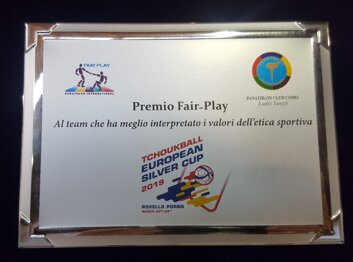 FAIR PLAY
PANATHLON INTERNATIONAL
PANATHLON CLUB COMO
Ludis Iungit
Premio Fair-Play
Al team che ha meglio interpretato i valori dell'etica sportiva
TCHOUKBALL
EUROPEAN
SILVER CUP
2019
ROVELLO PORRO